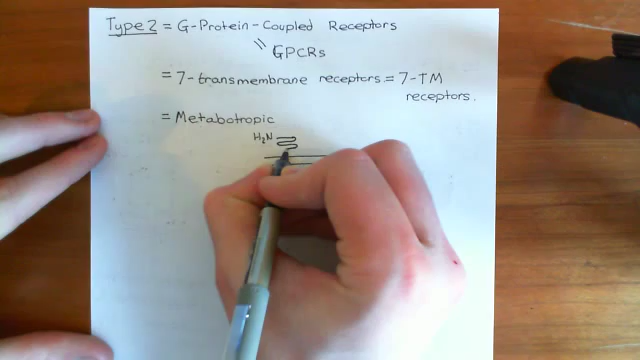 Type 2 = G-Protein-Coupled Receptors
" GPCRs
= 7-transmembrane receptors = 7-TM
receptors.
= Metabotropic
H₂N